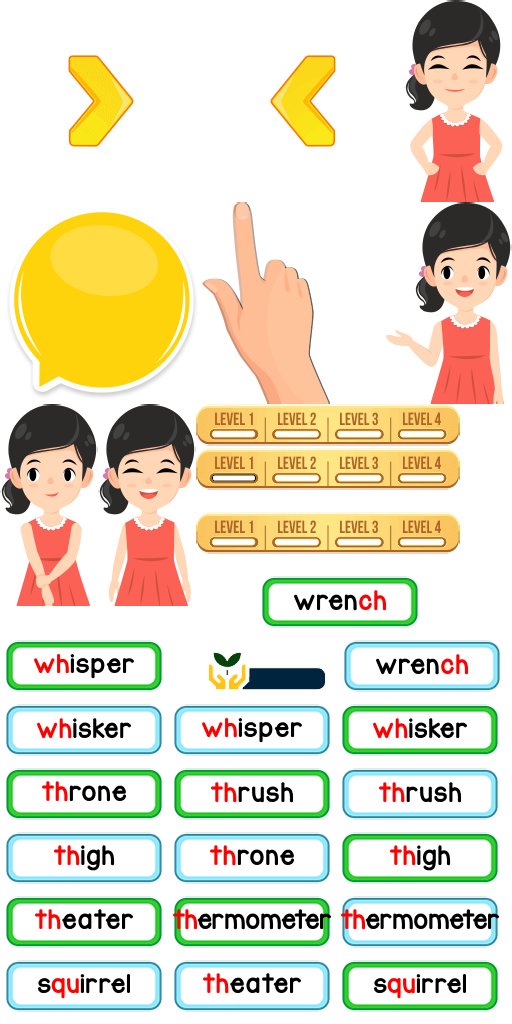 LEVEL 1 LEVEL 2 LEVEL 3 LEVEL 4
LEVEL 1 LEVEL 2 LEVEL 3 LEVEL 4
LEVEL 1 LEVEL 2 LEVEL 3 LEVEL 4
wrench
whisper wrench
whisker whisper whisker
throne thrush thrush
thigh throne thigh
theater thermometer thermometer
squirrel theater squirrel